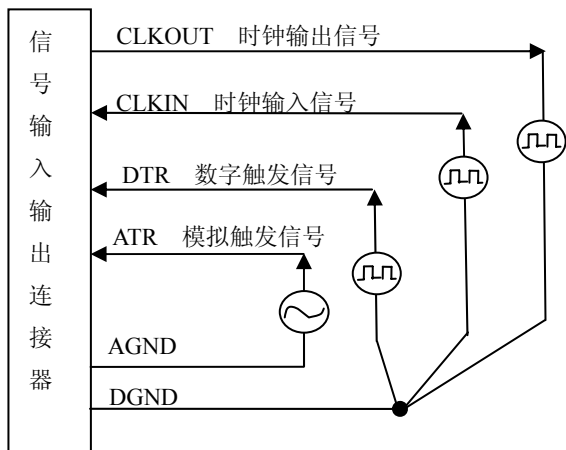 信号输入输出连接器
CLKOUT 时钟输出信号
CLKIN 时钟输入信号
DTR 数字触发信号
ATR 模拟触发信号
AGND
DGND